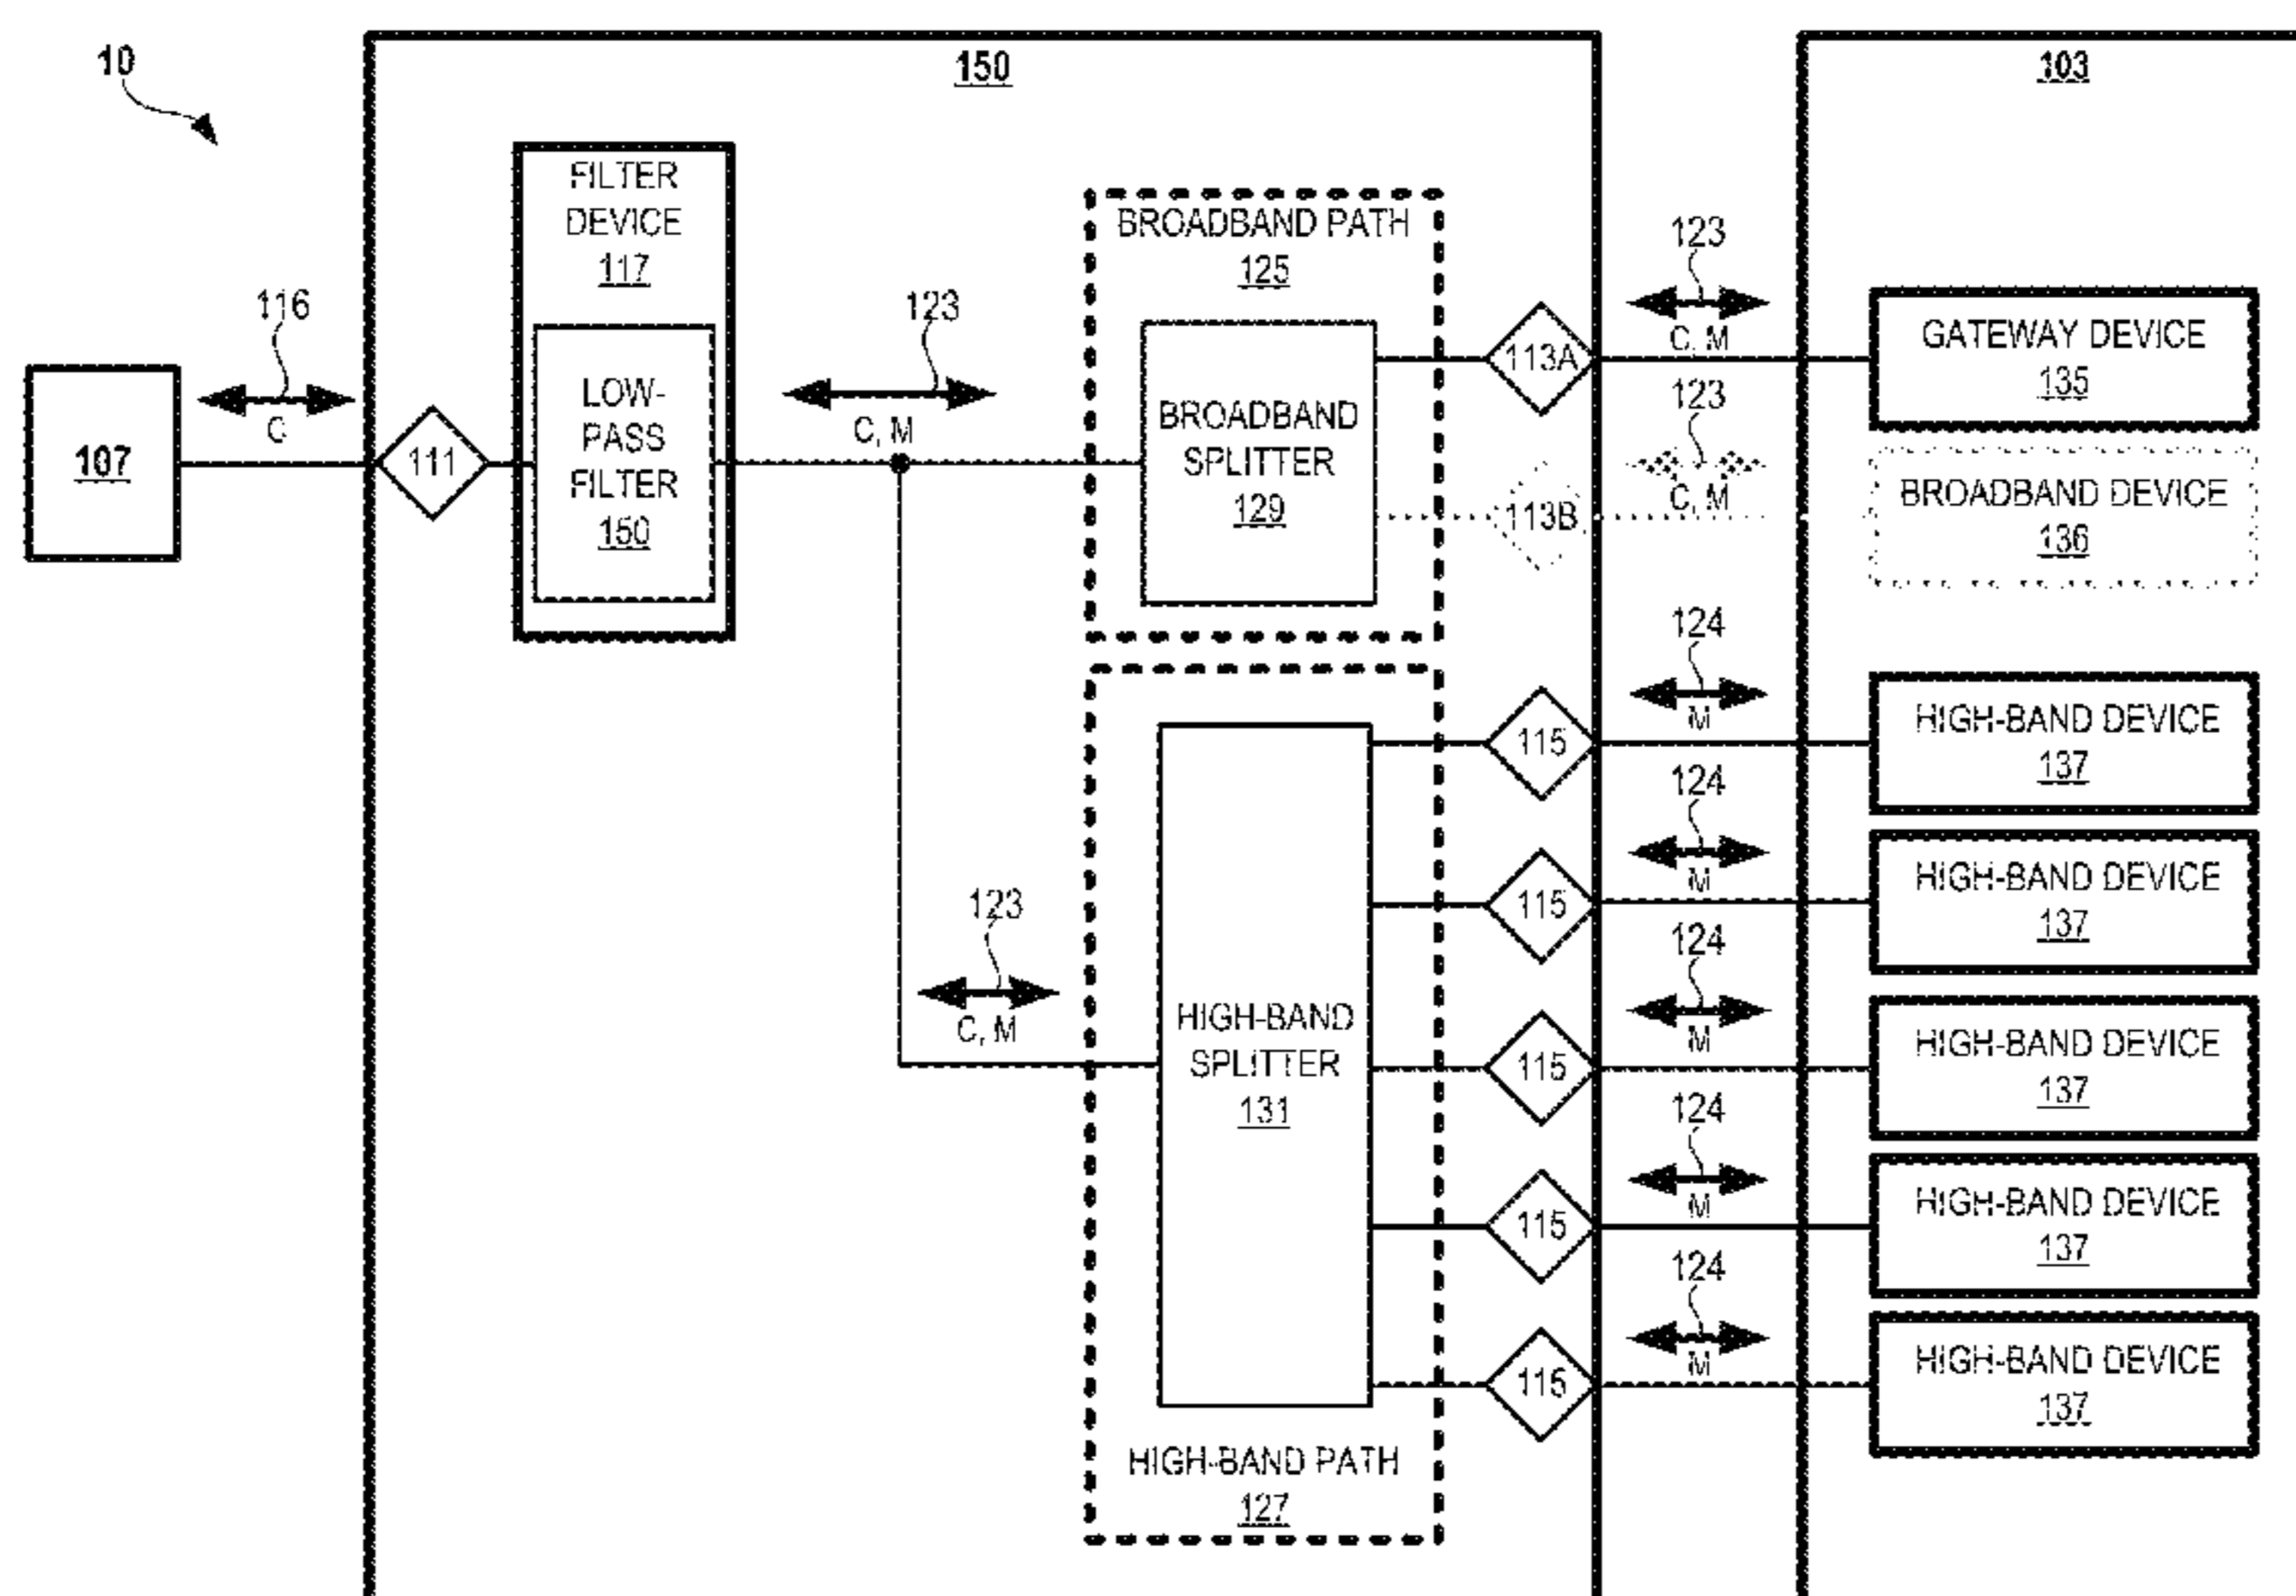 10
150
103
FILTER
DEVICE
117
LOW-
PASS
FILTER
150
116
C
107
111
123
C, M
BROADBAND PATH
125
BROADBAND
SPLITTER
129
113A
123
C, M
GATEWAY DEVICE
135
113B
123
C, M
BROADBAND DEVICE
136
123
C, M
HIGH-BAND
SPLITTER
131
HIGH-BAND PATH
127
115
124
M
HIGH-BAND DEVICE
137
115
124
M
HIGH-BAND DEVICE
137
115
124
M
HIGH-BAND DEVICE
137
115
124
M
HIGH-BAND DEVICE
137
115
124
M
HIGH-BAND DEVICE
137